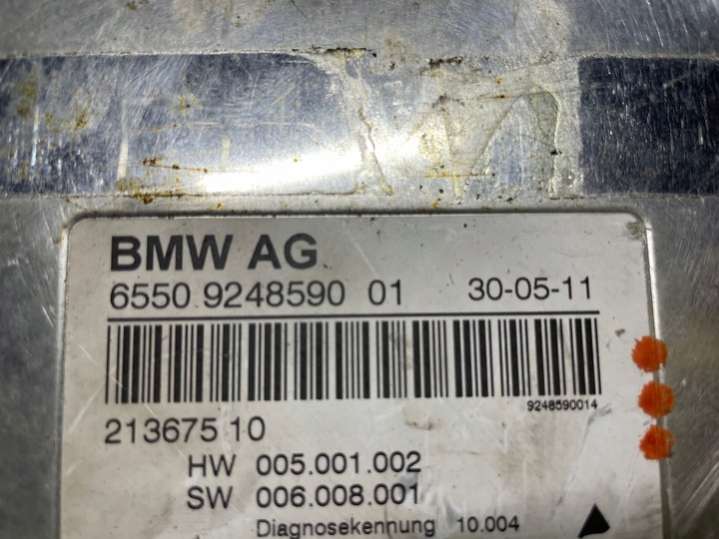 BMW AG
6550 9248590 01 30-05-11
9248590014
213675 10
HW 005.001.002
SW 006.008.001
Diagnosekennung 10.004